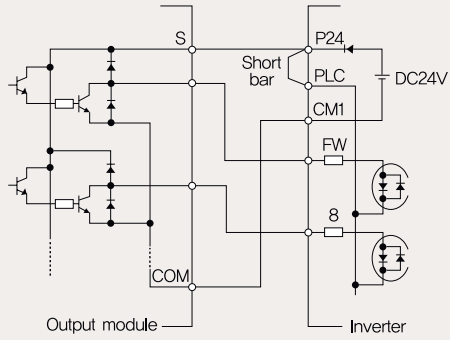 S
P24
Short
bar
PLC
DC24V
CM1
FW
8
COM
Output module
Inverter